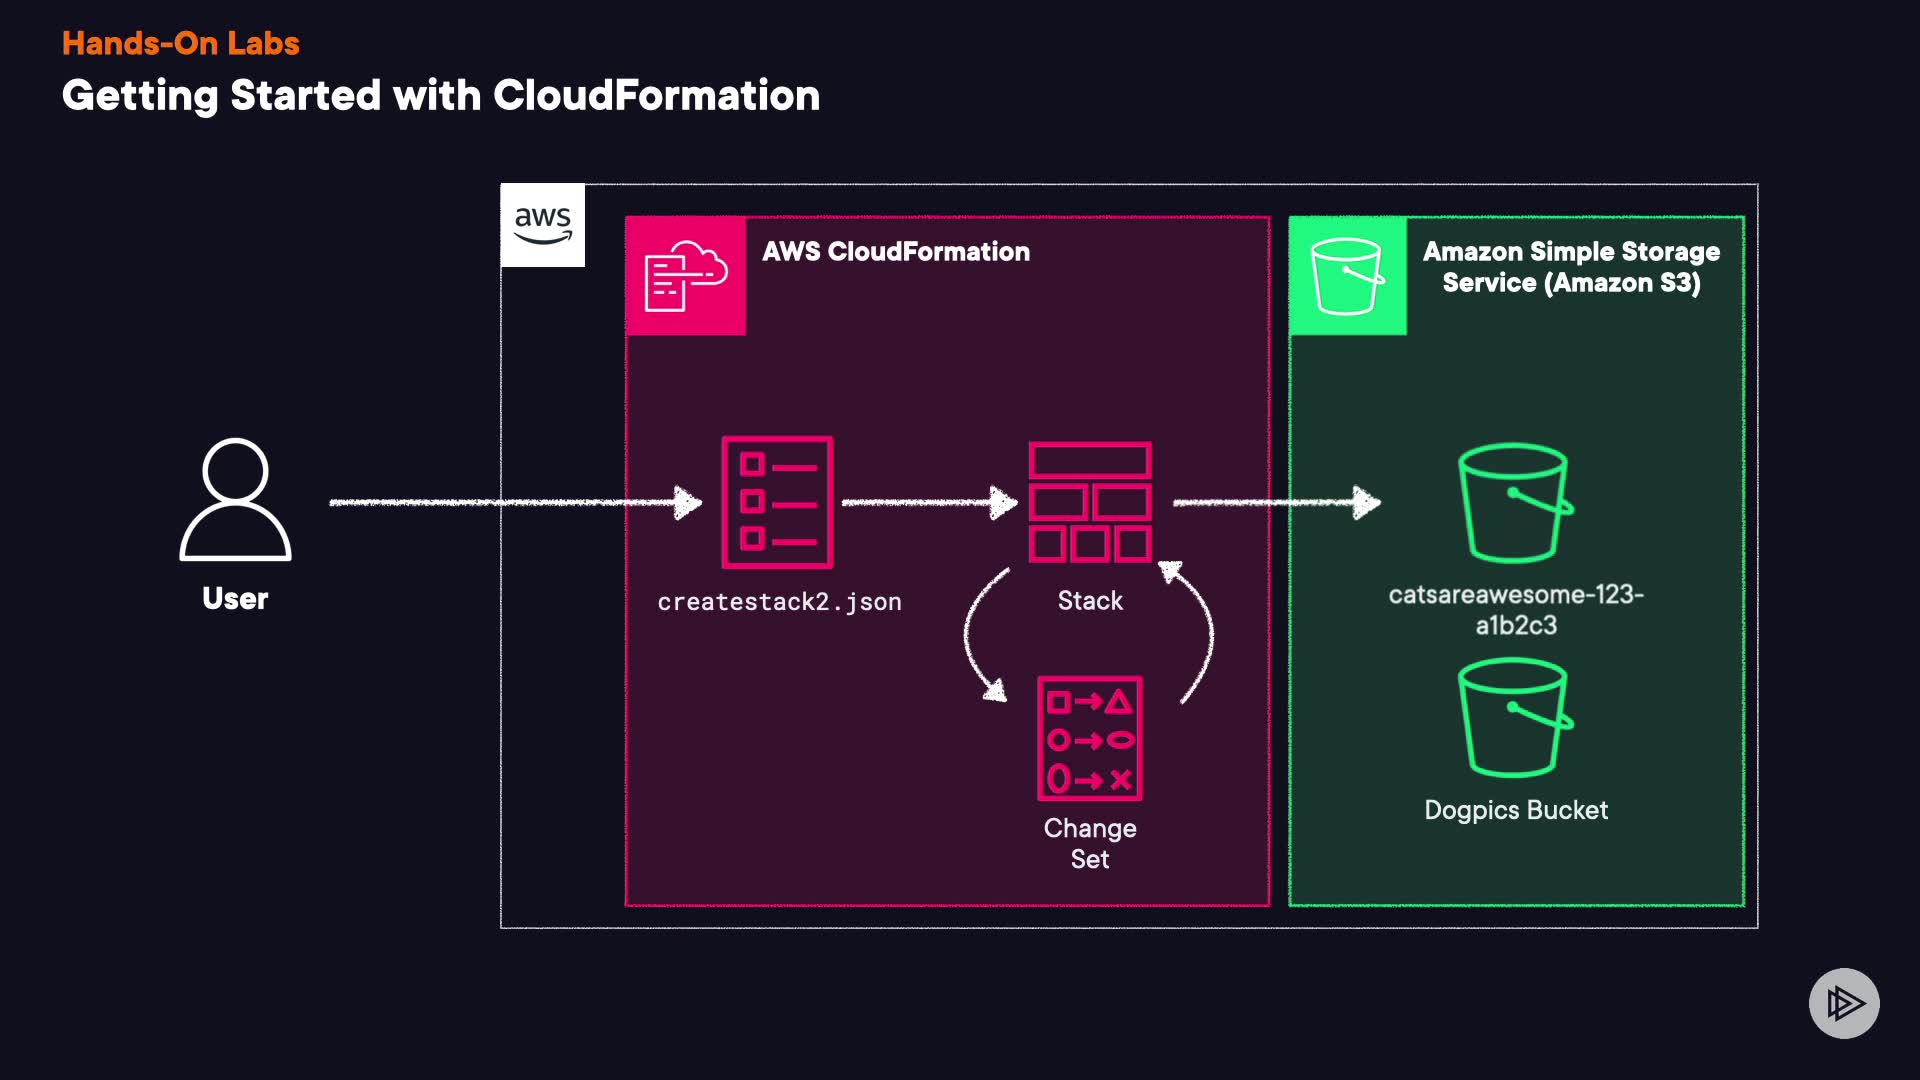 Hands-On Labs
Getting Started with CloudFormation
aws
AWS CloudFormation
Amazon Simple Storage
Service (Amazon S3)
User
createstack2.json
Stack
Change
Set
catsareawesome-123-
a1b2c3
Dogpics Bucket